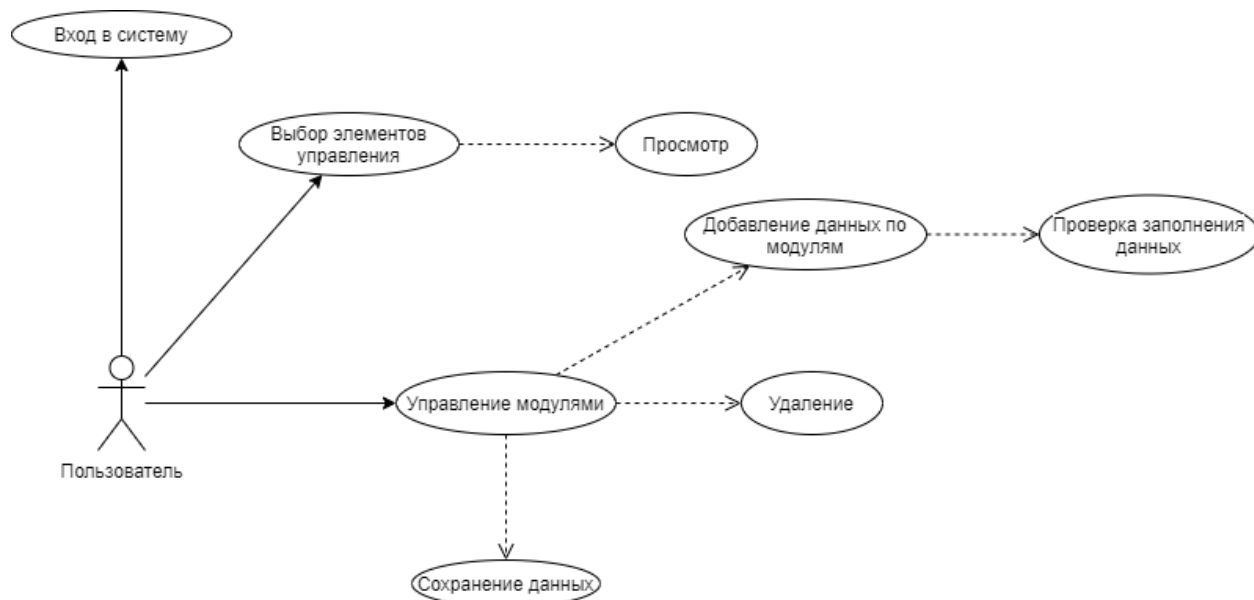 Вход в систему
Выбор элементов
управления
Просмотр
Добавление данных по
модулям
Проверка заполнения
данных
Управление модулями
Удаление
Пользователь
Сохранение данных